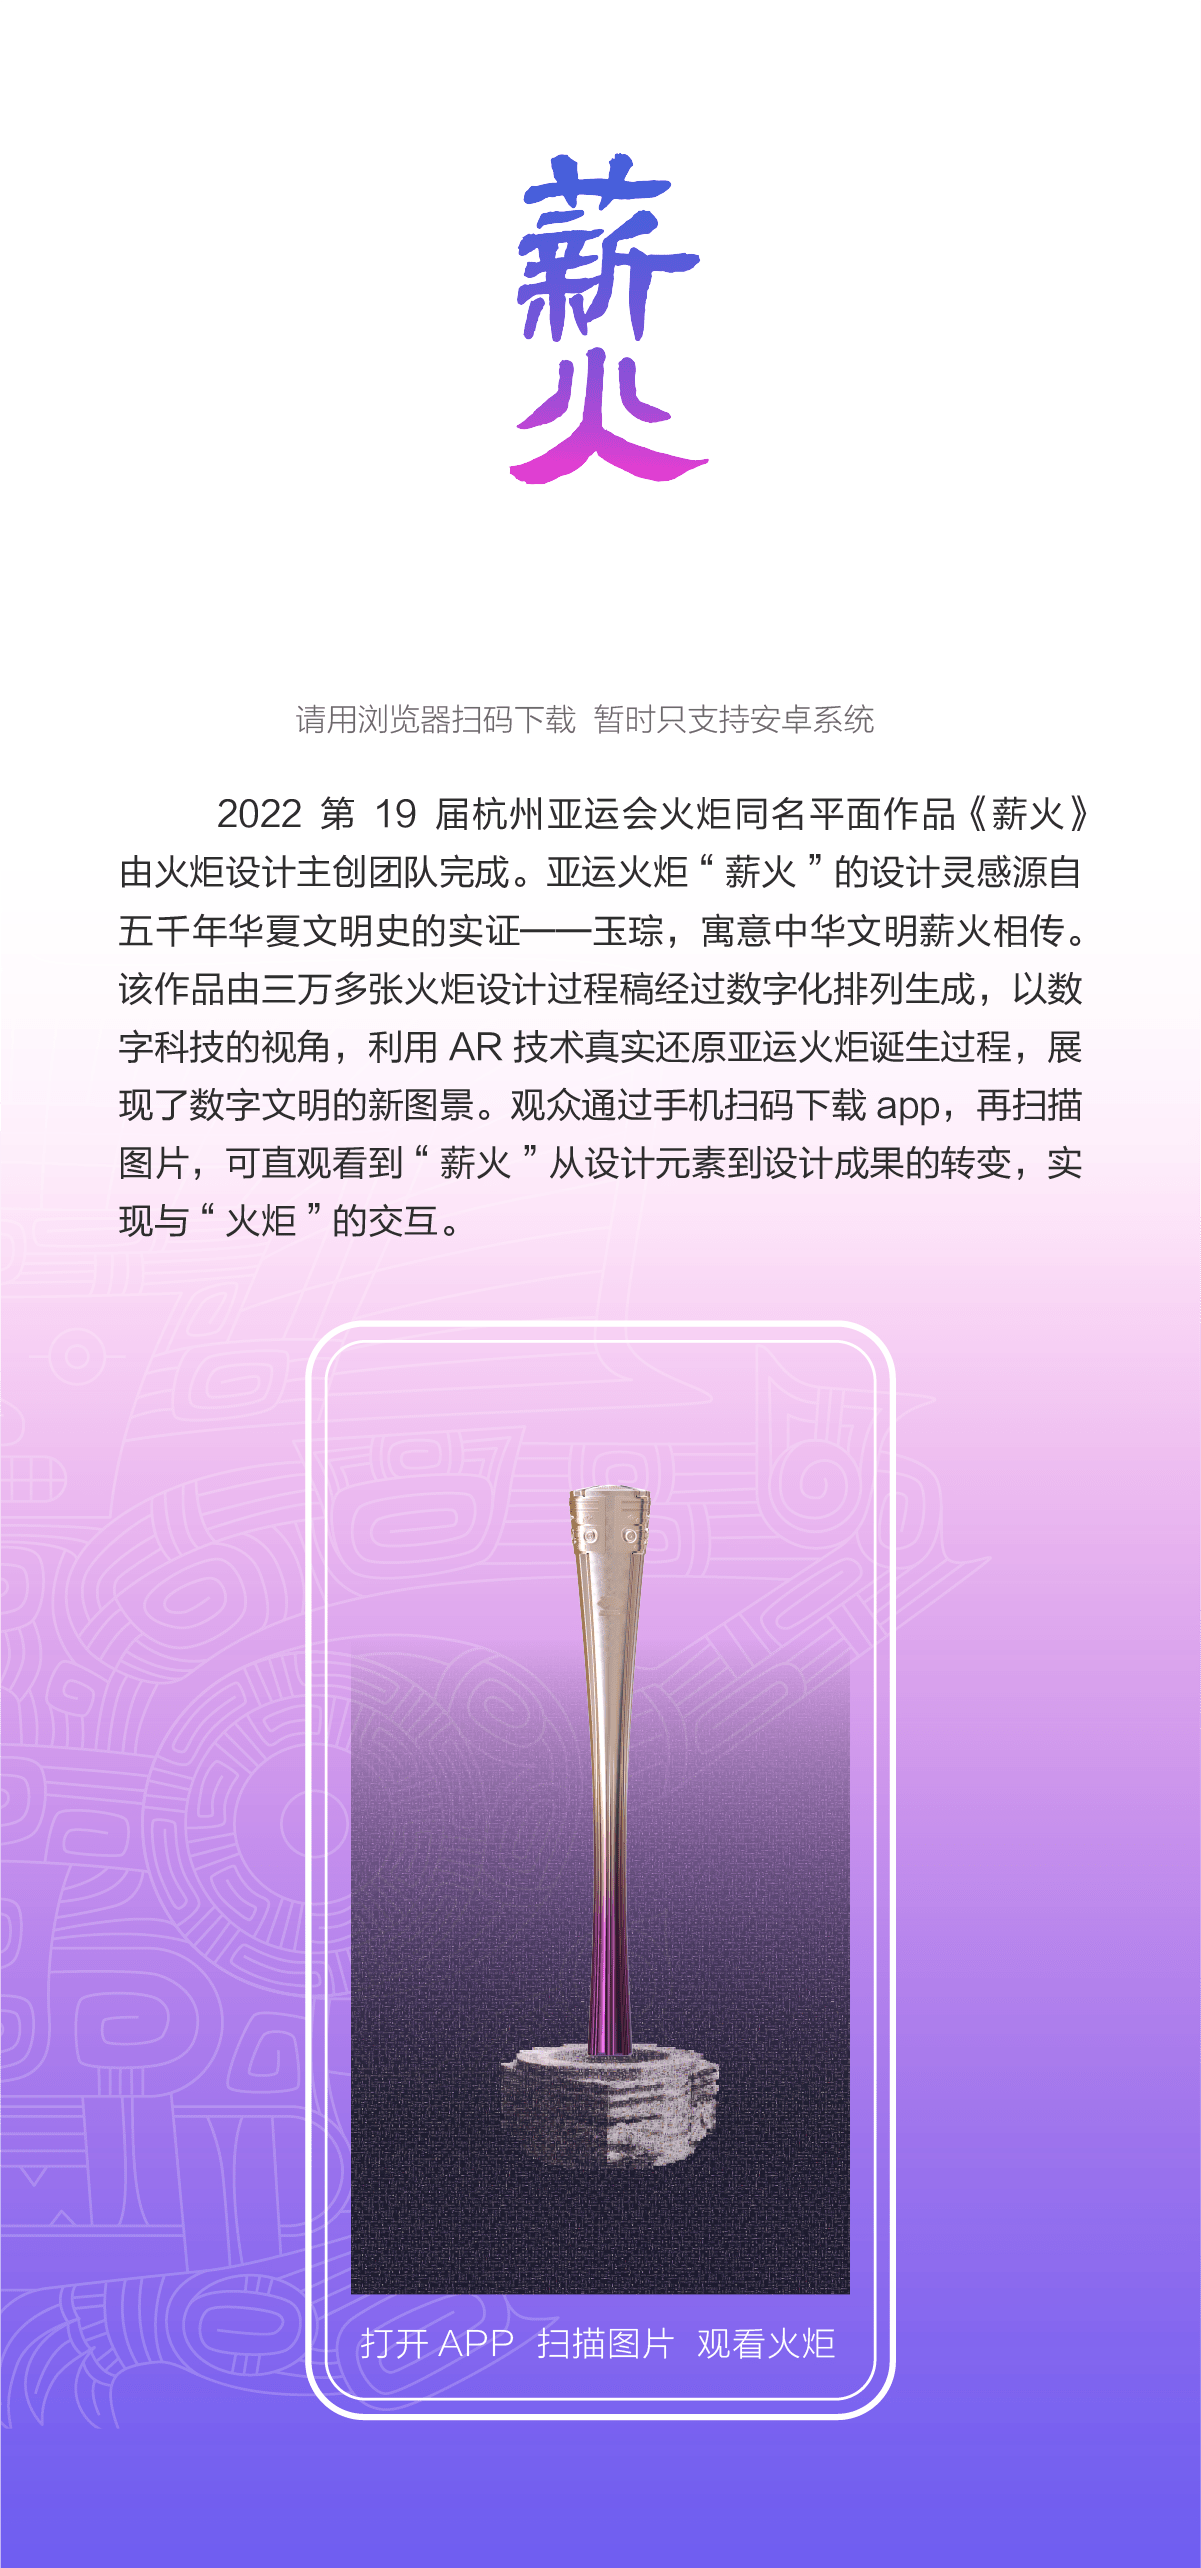 薪
火
请用浏览器扫码下载 暂时只支持安卓系统
2022 第 19 届杭州亚运会火炬同名平面作品《薪火》
由火炬设计主创团队完成。亚运火炬“薪火”的设计灵感源自
五千年华夏文明史的实证——玉琮，寓意中华文明薪火相传。
该作品由三万多张火炬设计过程稿经过数字化排列生成，以数
字科技的视角，利用 AR 技术真实还原亚运火炬诞生过程，展
现了数字文明的新图景。观众通过手机扫码下载 app，再扫描
图片，可直观看到“薪火”从设计元素到设计成果的转变，实
现与“火炬”的交互。
打开 APP 扫描图片 观看火炬